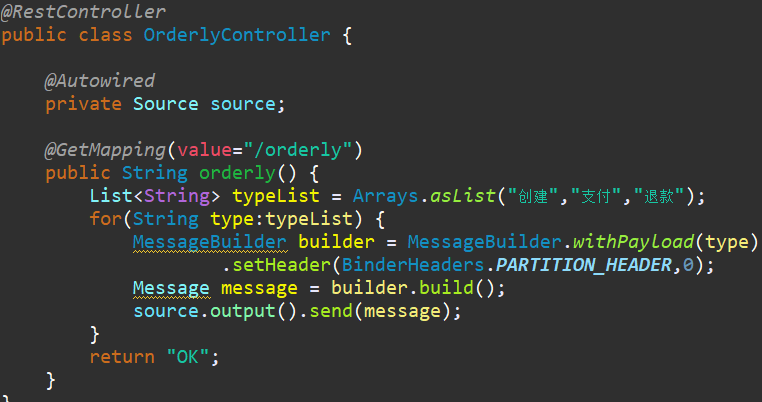 @RestController
public class OrderlyController {
@Autowired
private Source source;
@GetMapping(value="/orderly")
public String orderly() {
List<String> typeList = Arrays.asList("创建","支付","退款");
for(String type:typeList) {
MessageBuilder builder = MessageBuilder.withPayload(type)
.setHeader(BinderHeaders.PARTITION_HEADER,0);
Message message = builder.build();
source.output().send(message);
}
return "OK";
}
}